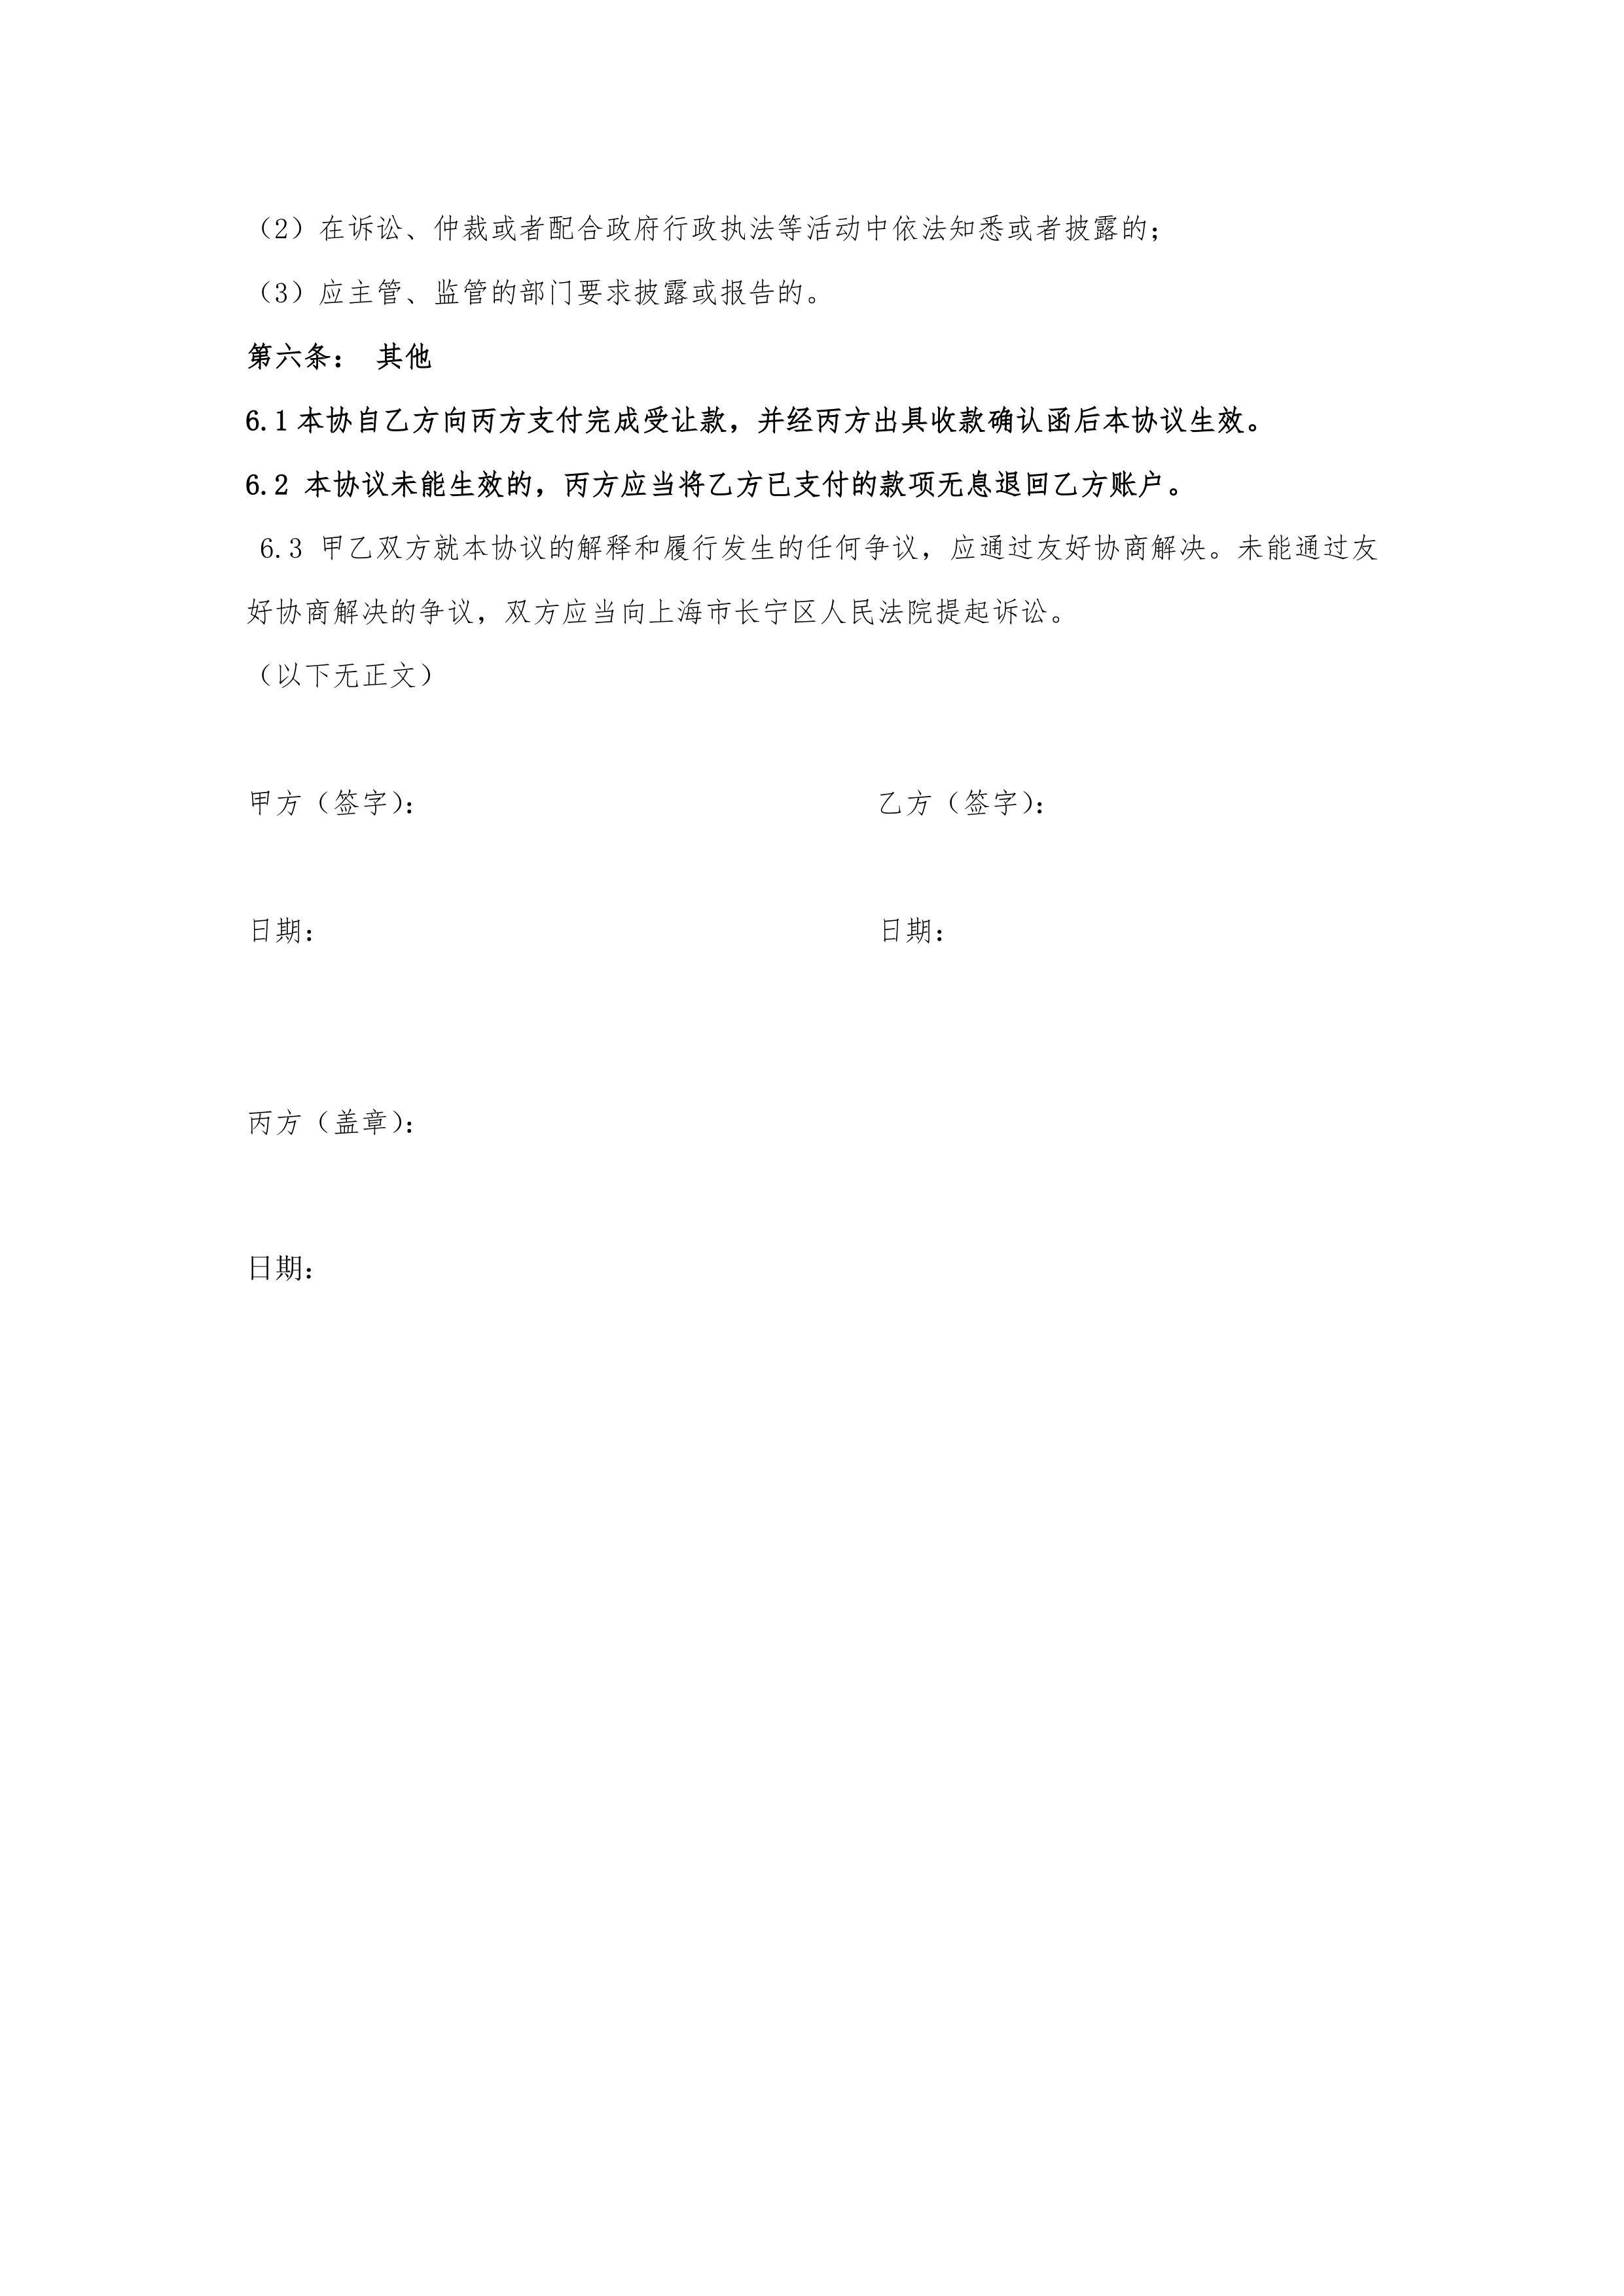 （2）在诉讼、仲裁或者配合政府行政执法等活动中依法知悉或者披露的；
（3）应主管、监管的部门要求披露或报告的。
第六条： 其他
6.1本协自乙方向丙方支付完成受让款，并经丙方出具收款确认函后本协议生效。
6.2 本协议未能生效的，丙方应当将乙方已支付的款项无息退回乙方账户。
6.3 甲乙双方就本协议的解释和履行发生的任何争议，应通过友好协商解决。未能通过友
好协商解决的争议，双方应当向上海市长宁区人民法院提起诉讼。
（以下无正文）
甲方（签字）： 乙方（签字）：
日期： 日期：
丙方（盖章）：
日期：